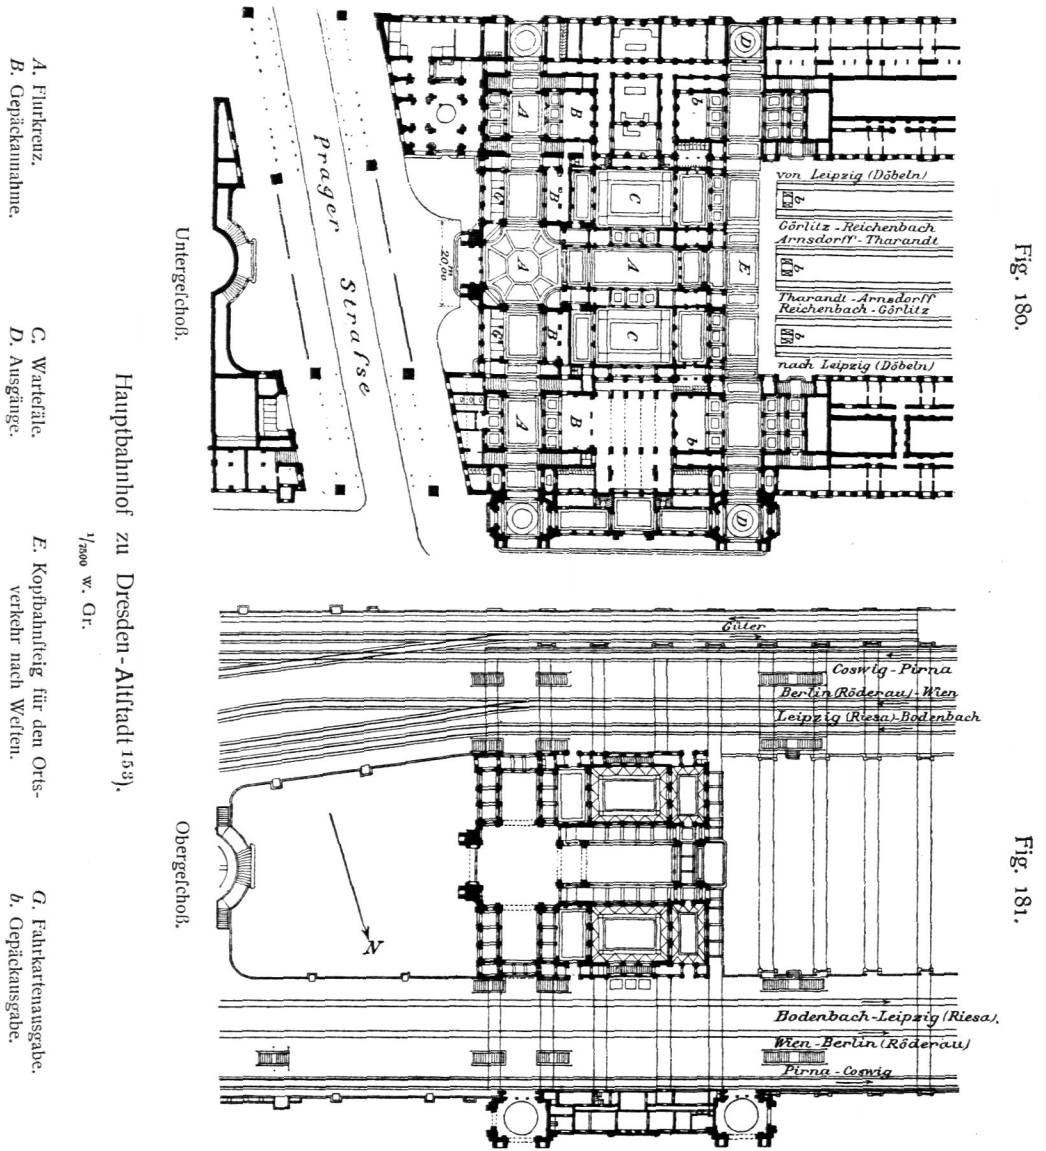 Fig. 180.
Fig. 181.
D
b
A
B
von Leipzig (Döbeln)
b
Görlitz-Reichenbach
Arnsdorff-Tharandt
b
Tharandt-Arnsdorff
Reichenbach-Görlitz
b
nach Leipzig (Döbeln)
C
G
B
E
A
A
m
20,00
C
G
B
b
A
B
D
Prager Straſse
Güter
Coswig-Pirna
Berlin (Röderau)-Wien
Leipzig (Riesa)-Bodenbach
N
Bodenbach-Leipzig (Riesa).
Wien-Berlin (Röderau)
Pirna-Coswig
Untergeſchoß.
Obergeſchoß.
Hauptbahnhof zu Dresden-Altſtadt 153).
1/2500 w. Gr.
A. Flurkreuz.
B. Gepäckannahme.
C. Warteſäle.
D. Ausgänge.
E. Kopfbahnſteig für den Orts-
verkehr nach Weſten.
G. Fahrkartenausgabe.
b. Gepäckausgabe.